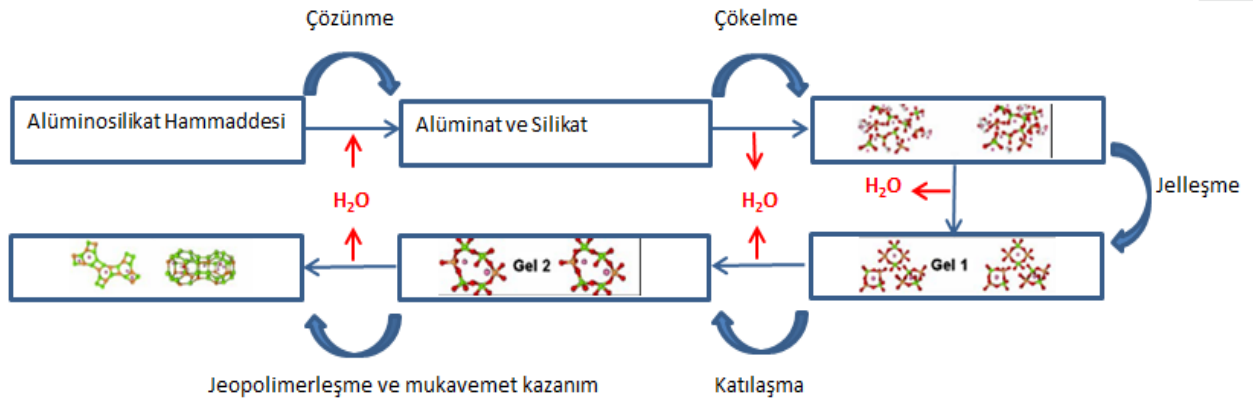 Çözünme
Çökelme
Alüminosilikat Hammaddesi
Alüminat ve Silikat
H₂O
H₂O
H₂O
Jelleşme
Gel 2
Gel 1
Jeopolimerleşme ve mukavemet kazanım
Katılaşma